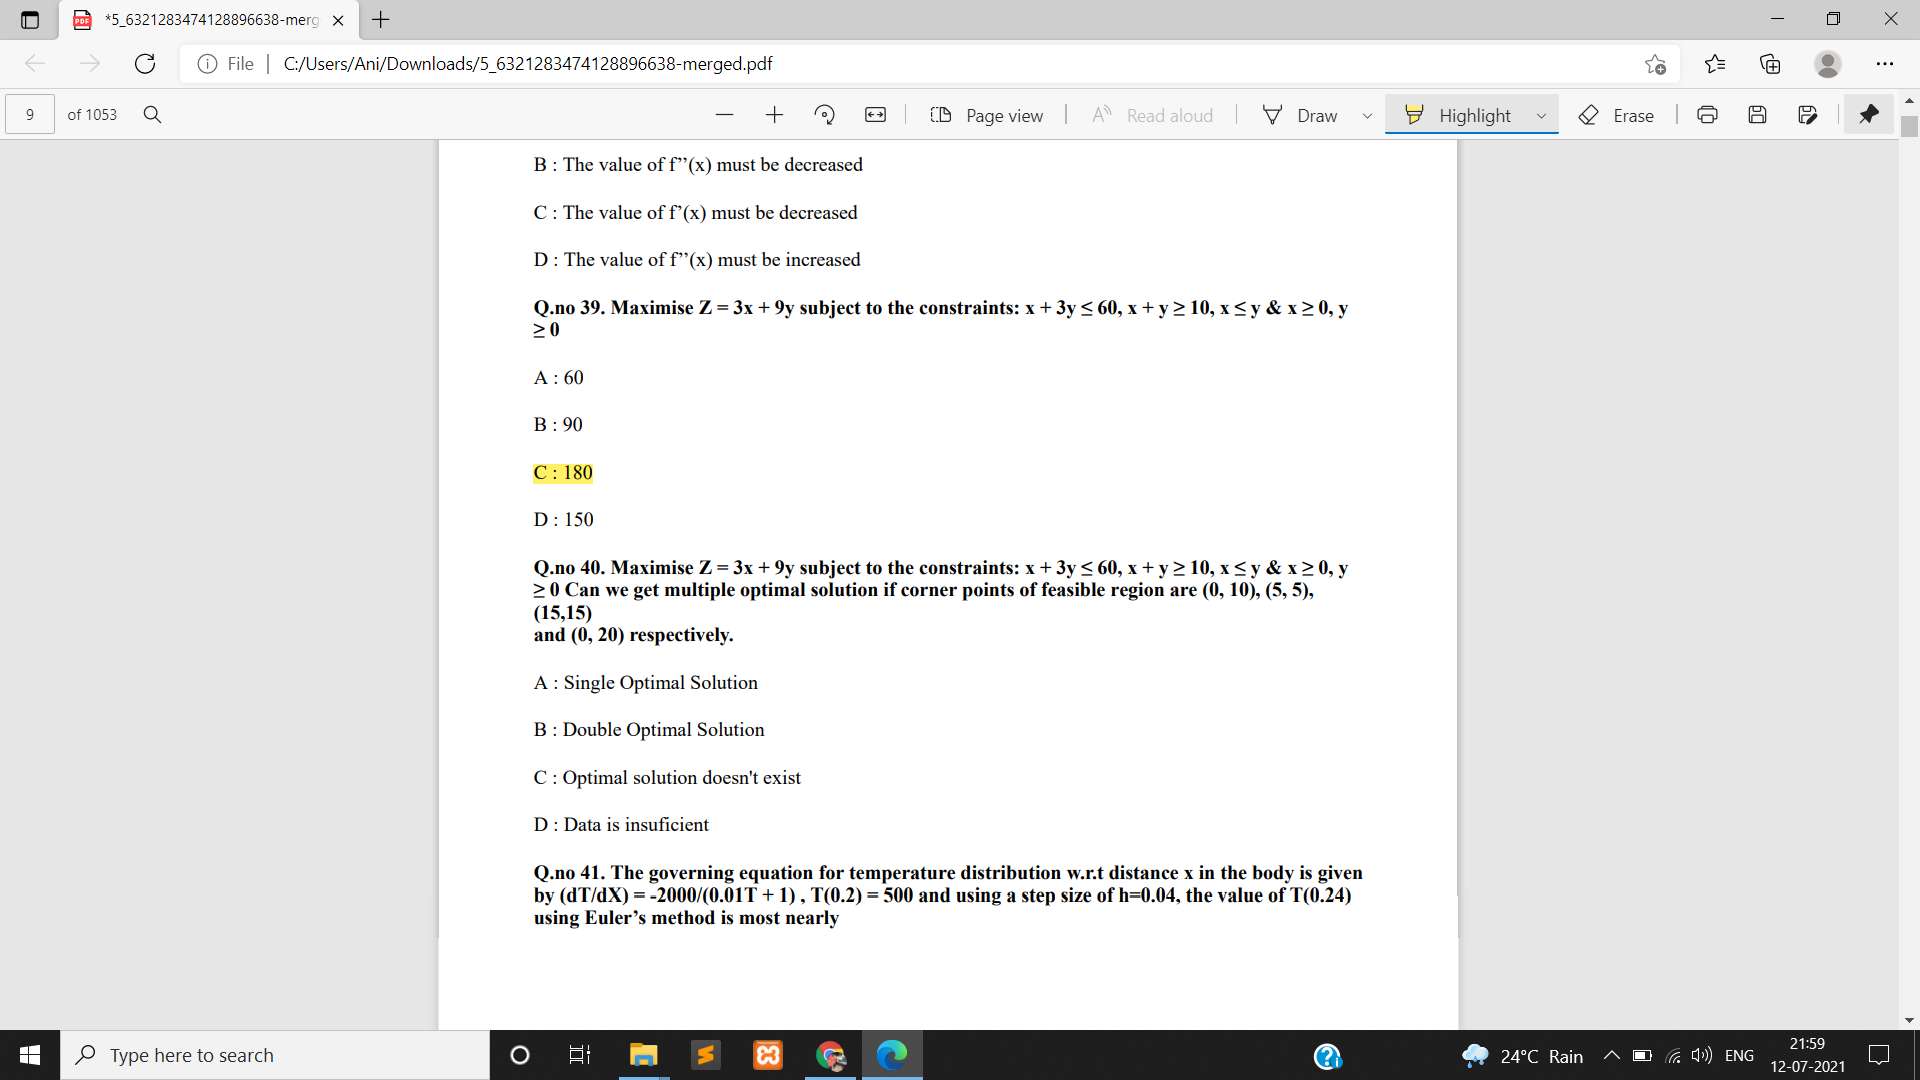 *5_6321283474128896638-merg
File
C:/Users/Ani/Downloads/5_6321283474128896638-merged.pdf
9 of 1053
Page view
Read aloud
Draw
Highlight
Erase
B : The value of f’’(x) must be decreased
C : The value of f’(x) must be decreased
D : The value of f’’(x) must be increased
Q.no 39. Maximise Z = 3x + 9y subject to the constraints: x + 3y ≤ 60, x + y ≥ 10, x ≤ y & x ≥ 0, y
≥ 0
A : 60
B : 90
C : 180
D : 150
Q.no 40. Maximise Z = 3x + 9y subject to the constraints: x + 3y ≤ 60, x + y ≥ 10, x ≤ y & x ≥ 0, y
≥ 0 Can we get multiple optimal solution if corner points of feasible region are (0, 10), (5, 5),
(15,15)
and (0, 20) respectively.
A : Single Optimal Solution
B : Double Optimal Solution
C : Optimal solution doesn't exist
D : Data is insuficient
Q.no 41. The governing equation for temperature distribution w.r.t distance x in the body is given
by (dT/dX) = -2000/(0.01T + 1) , T(0.2) = 500 and using a step size of h=0.04, the value of T(0.24)
using Euler’s method is most nearly
Type here to search
24°C Rain
ENG
21:59
12-07-2021